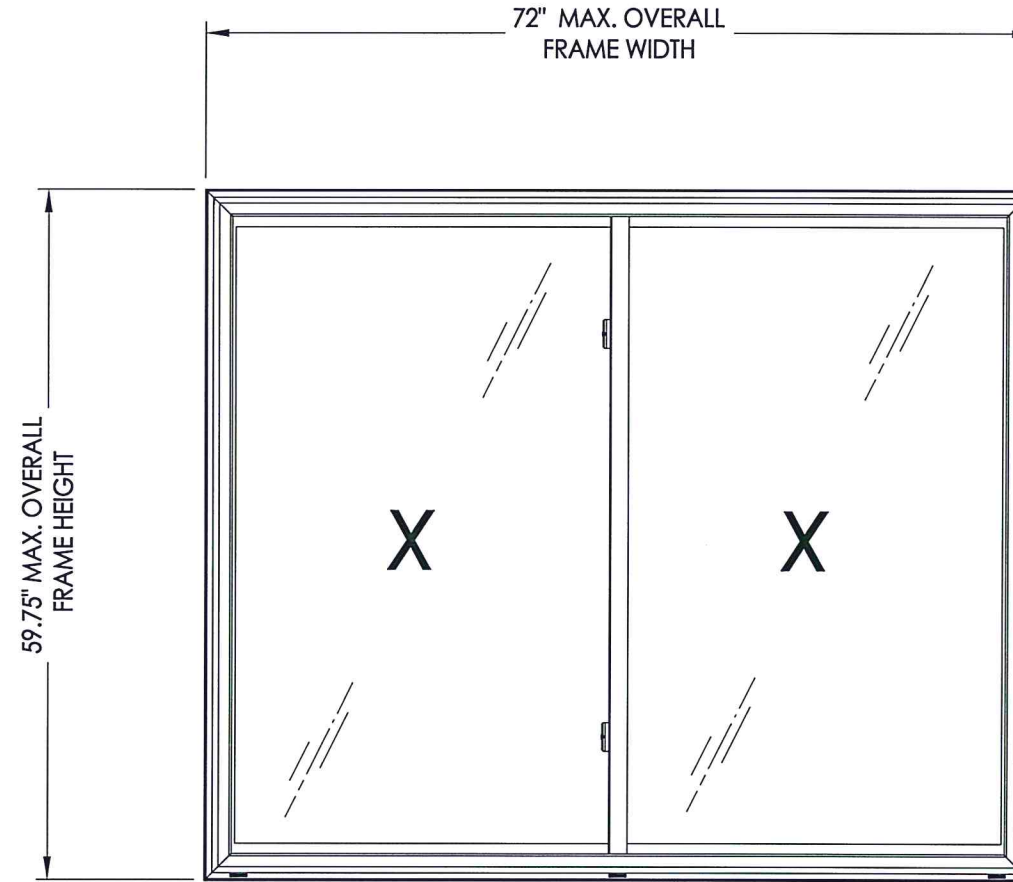 72" MAX. OVERALL
FRAME WIDTH
59.75" MAX. OVERALL
FRAME HEIGHT
X
X